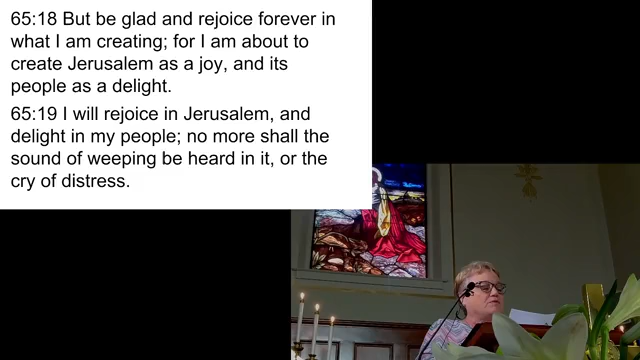 65:18 But be glad and rejoice forever in
what I am creating; for I am about to
create Jerusalem as a joy, and its
people as a delight.
65:19 I will rejoice in Jerusalem, and
delight in my people; no more shall the
sound of weeping be heard in it, or the
cry of distress.